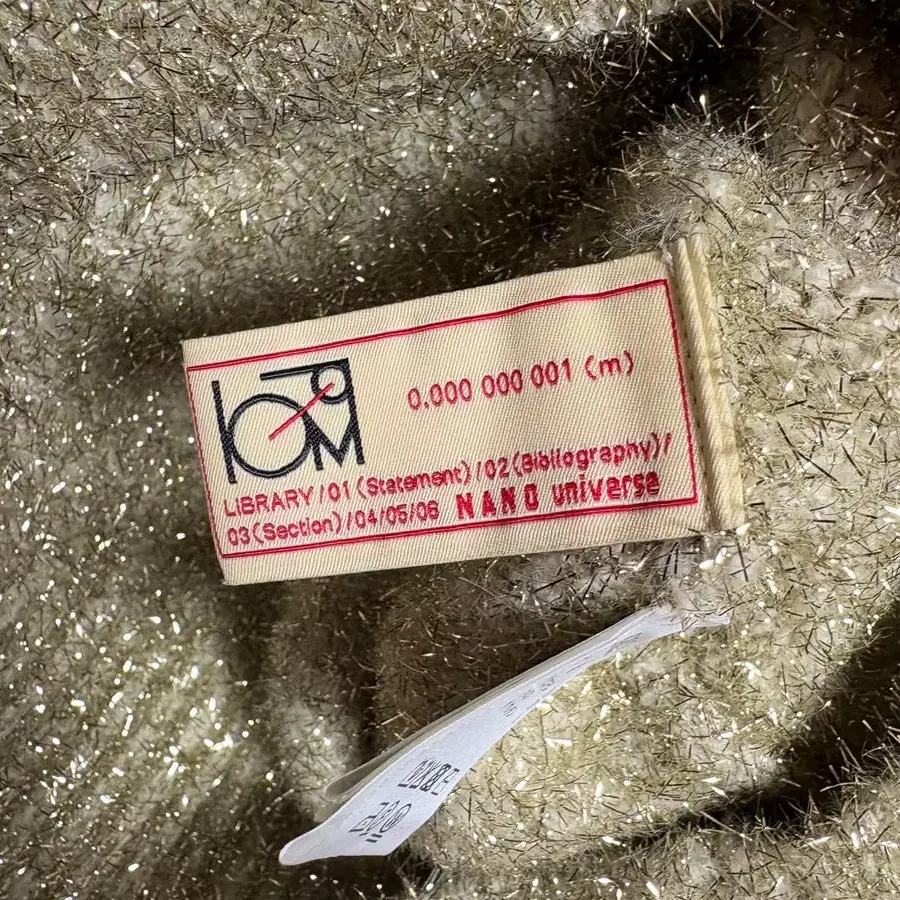 0.000 000 001 (m)
LiBRARY/01 (Statement)/02(Bibliography)/
03(Section)/04/05/06 NANO universe